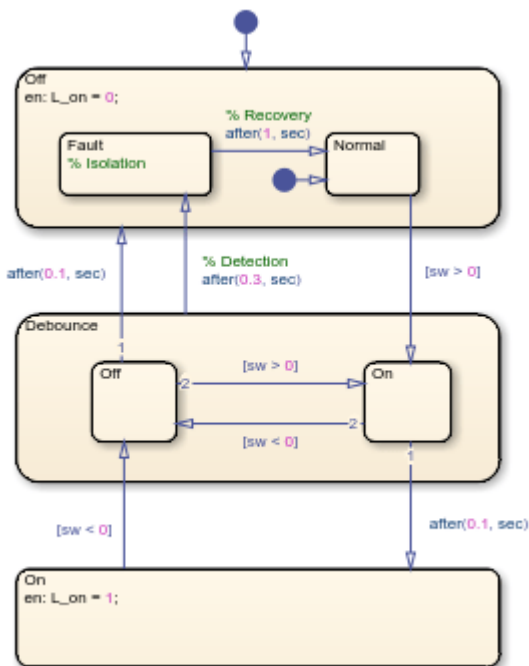 Off
en: L_on = 0;
% Recovery
after(1, sec)
Fault
% Isolation
Normal
after(0.1, sec)
% Detection
after(0.3, sec)
[sw > 0]
Debounce
1
Off
2
[sw > 0]
On
[sw < 0]
2
1
[sw < 0]
after(0.1, sec)
On
en: L_on = 1;